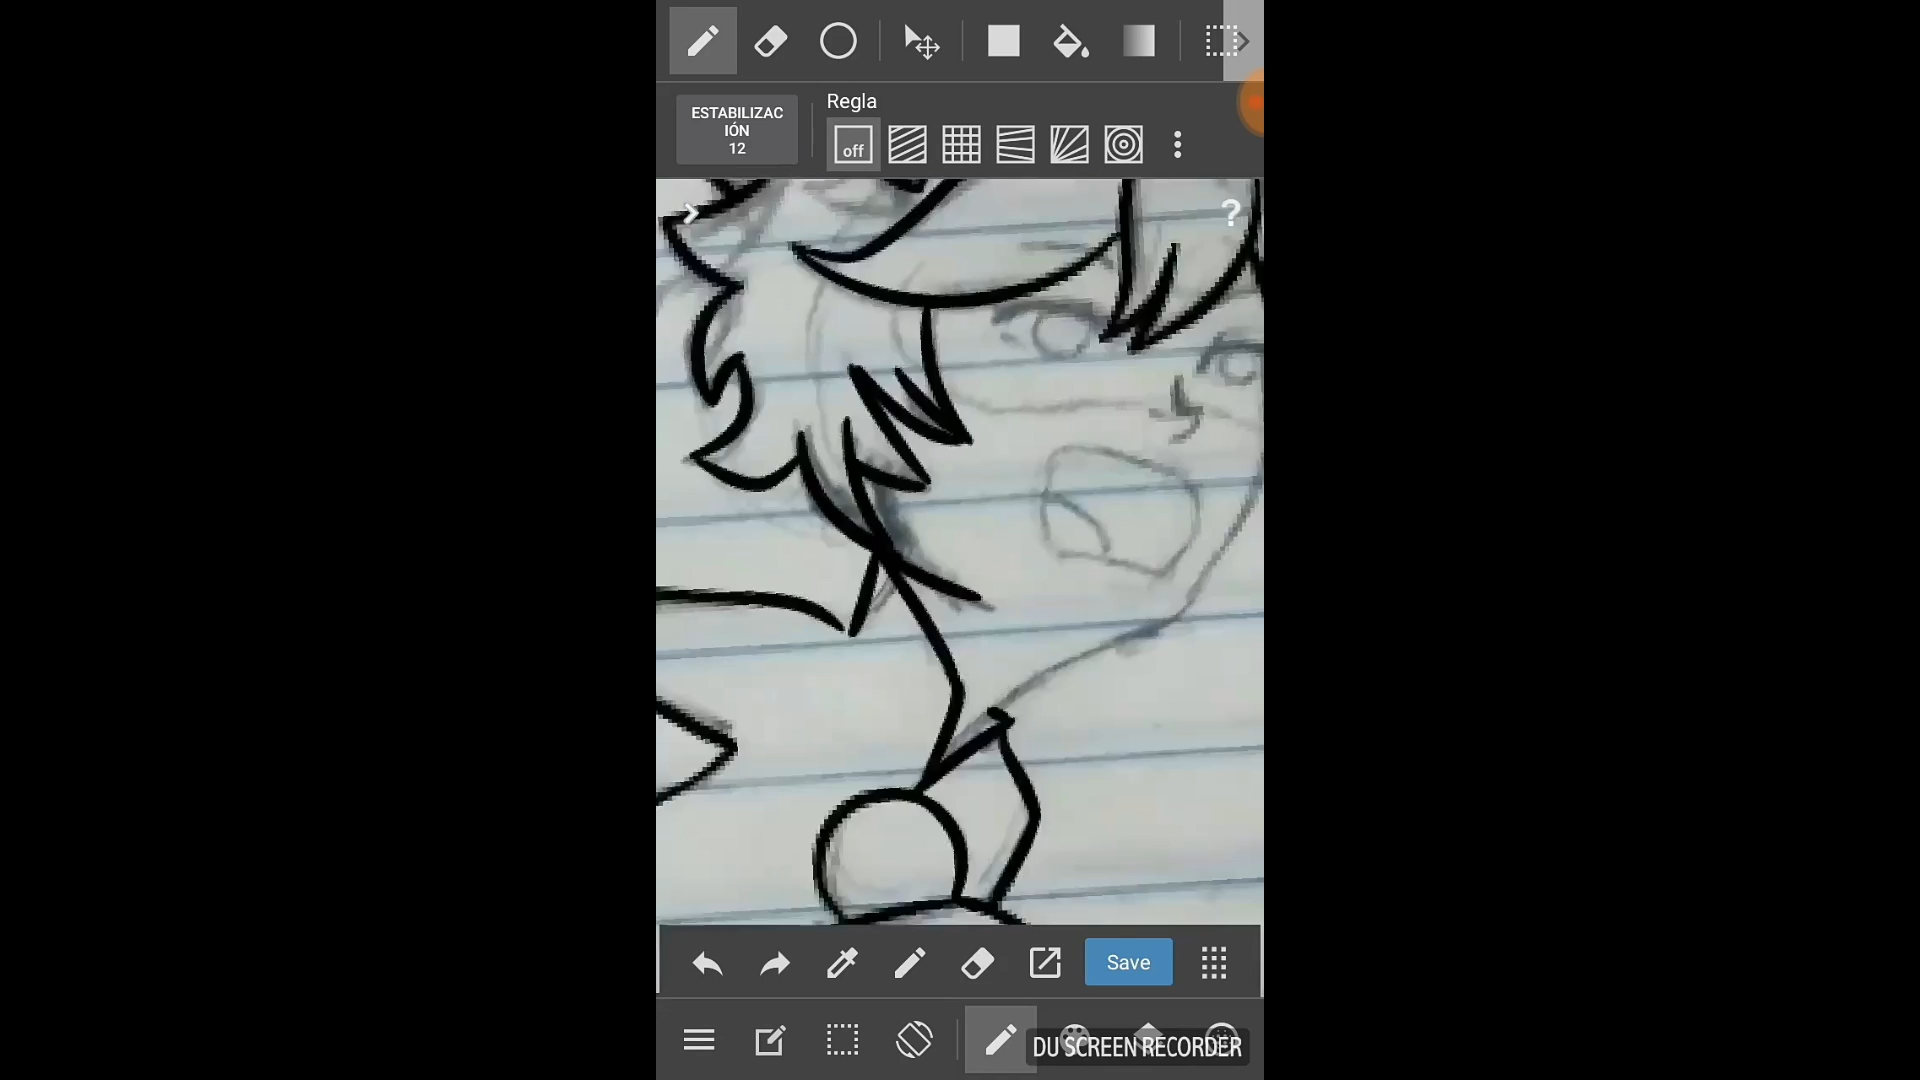 Regla
ESTABILIZAC
IÓN
12
off
?
Save
DU SCREEN RECORDER